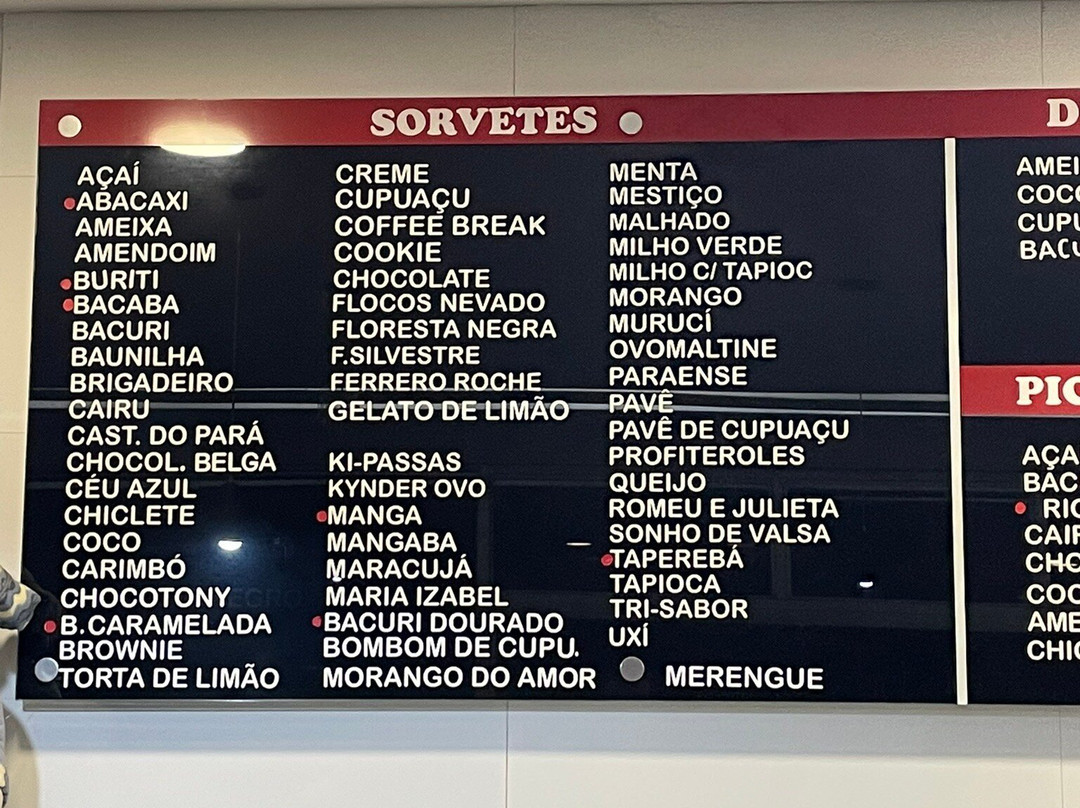 SORVETES
AÇAÍ
ABACAXI
AMEIXA
AMENDOIM
BURITI
BACABA
BACURI
BAUNILHA
BRIGADEIRO
CAIRU
CAST. DO PARÁ
CHOCOL. BELGA
CÉU AZUL
CHICLETE
COCO
CARIMBÓ
CHOCOTONY
B.CARAMELADA
BROWNIE
TORTA DE LIMÃO
CREME
CUPUAÇU
COFFEE BREAK
COOKIE
CHOCOLATE
FLOCOS NEVADO
FLORESTA NEGRA
F.SILVESTRE
FERRERO ROCHE
GELATO DE LIMÃO
KI-PASSAS
KYNDER OVO
MANGA
MANGABA
MARACUJÁ
MARIA IZABEL
BACURI DOURADO
BOMBOM DE CUPU.
MORANGO DO AMOR
MENTA
MESTIÇO
MALHADO
MILHO VERDE
MILHO C/ TAPIOC
MORANGO
MURUCÍ
OVOMALTINE
PARAENSE
PAVÊ
PAVÊ DE CUPUAÇU
PROFITEROLES
QUEIJO
ROMEU E JULIETA
SONHO DE VALSA
TAPEREBÁ
TAPIOCA
TRI-SABOR
UXÍ
MERENGUE